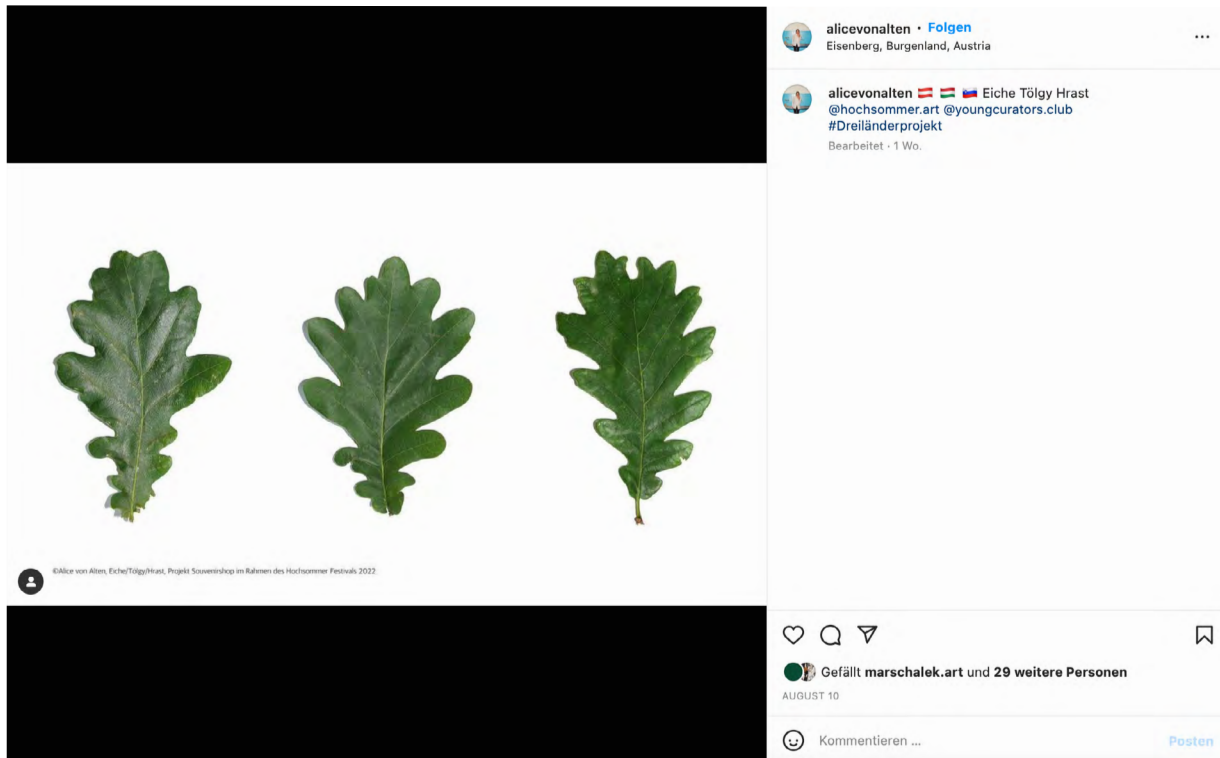 alicevonalten • Folgen
Eisenberg, Burgenland, Austria
alicevonalten 🇦🇹 🇭🇺 🇸🇮 Eiche Tölgy Hrast
@hochsommer.art @youngcurators.club
#Dreiländerprojekt
Bearbeitet · 1 Wo.
©Alice von Alten, Eiche/Tölgy/Hrast, Projekt Souvenirshop im Rahmen des Hochsommer Festivals 2022
Gefällt marschalek.art und 29 weitere Personen
AUGUST 10
Kommentieren ...
Posten